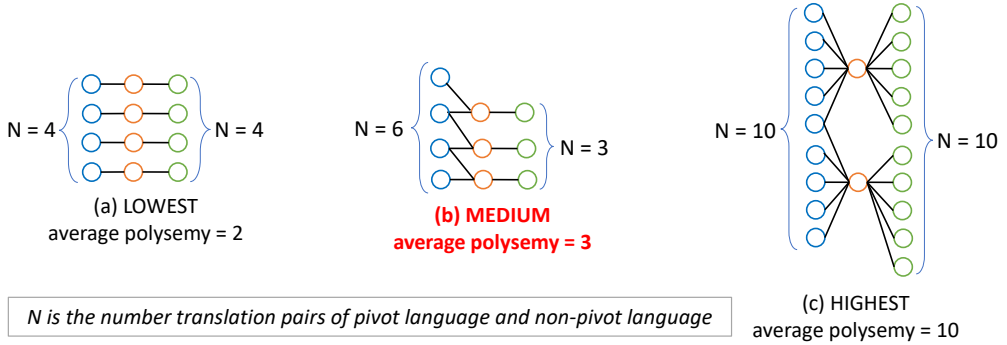 N = 4
N = 4
(a) LOWEST
average polysemy = 2
N = 6
N = 3
(b) MEDIUM
average polysemy = 3
N = 10
N = 10
(c) HIGHEST
average polysemy = 10
N is the number translation pairs of pivot language and non-pivot language